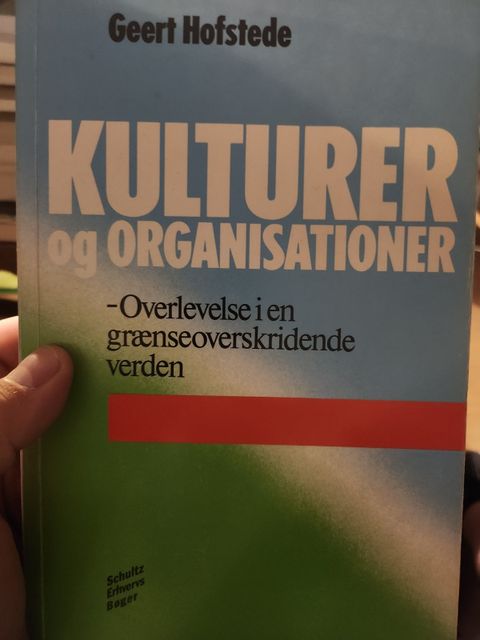 Geert Hofstede
KULTURER
og ORGANISATIONER
-Overlevelse i en
grænseoverskridende
verden
Schultz
Erhvervs
Bøger